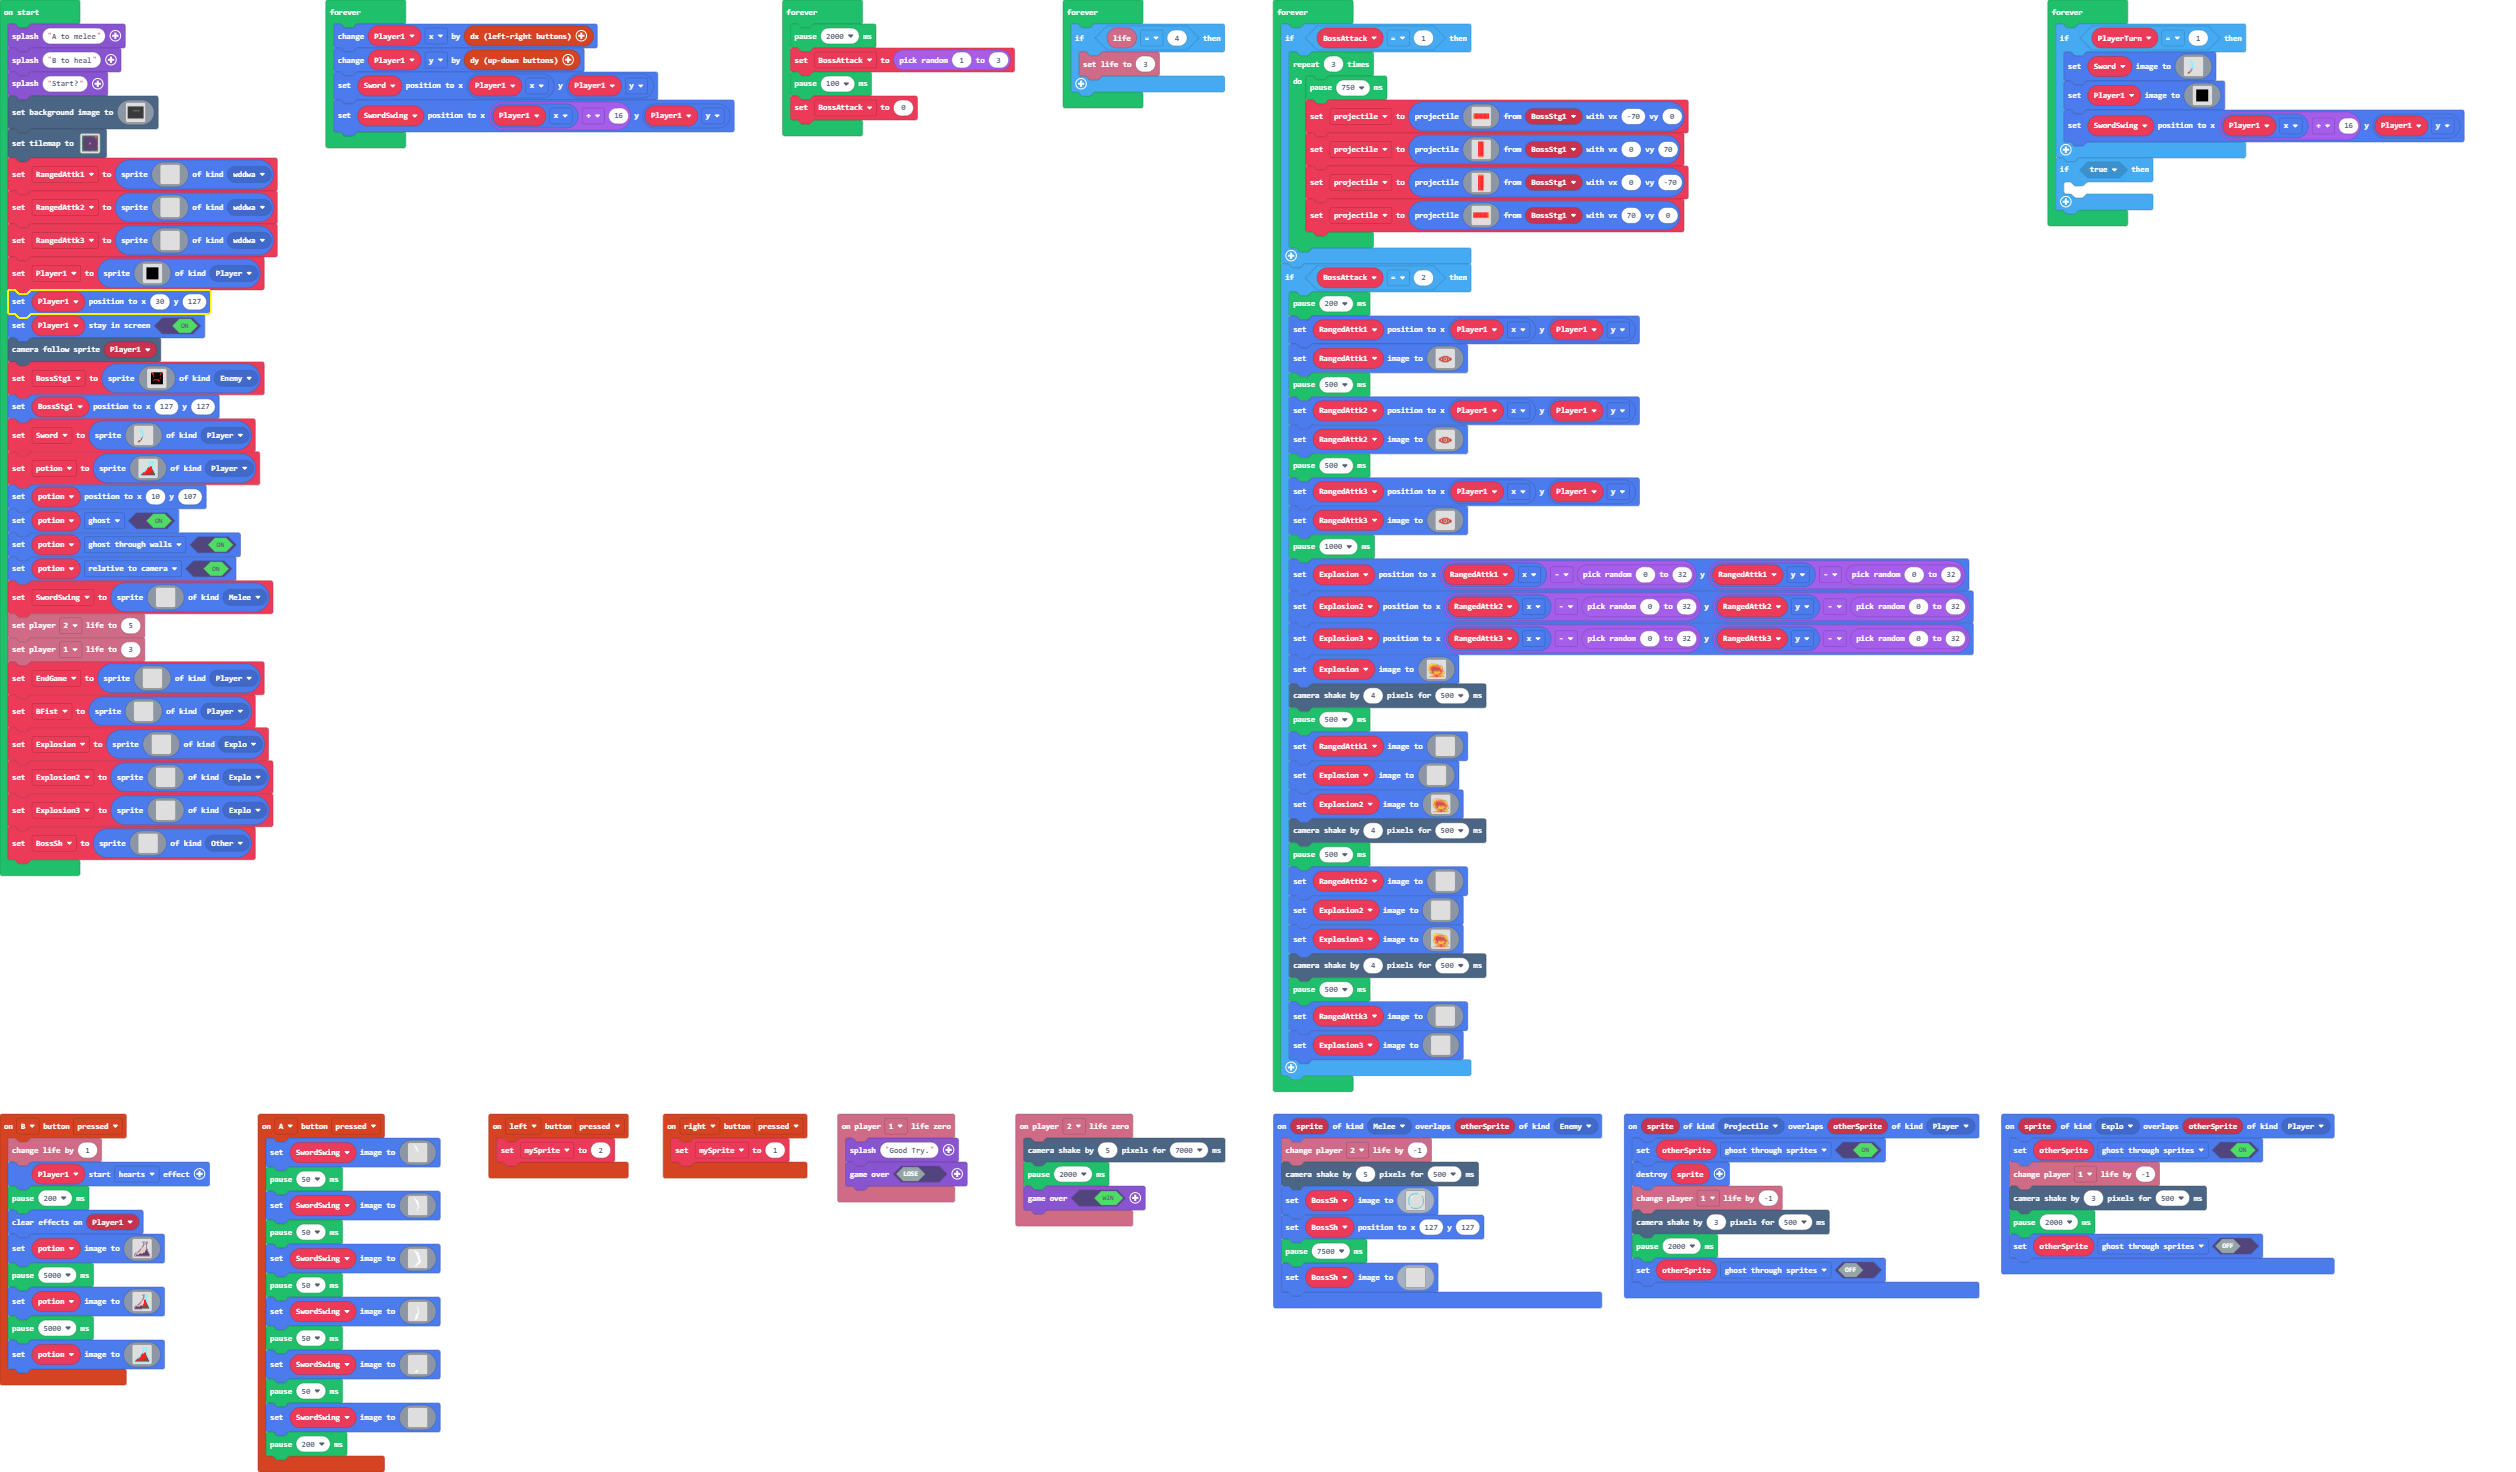 on start
splash "A to melee"
splash "B to heal"
splash "Start?"
set background image to
set tilemap to
set RangedAttk1 to sprite of kind wddwa
set RangedAttk2 to sprite of kind wddwa
set RangedAttk3 to sprite of kind wddwa
set Player1 to sprite of kind Player
set Player1 position to x 30 y 127
set Player1 stay in screen ON
camera follow sprite Player1
set BossStg1 to sprite of kind Enemy
set BossStg1 position to x 127 y 127
set Sword to sprite of kind Player
set potion to sprite of kind Player
set potion position to x 10 y 107
set potion ghost ON
set potion ghost through walls ON
set potion relative to camera ON
set SwordSwing to sprite of kind Melee
set player 2 life to 5
set player 1 life to 3
set EndGame to sprite of kind Player
set BFist to sprite of kind Player
set Explosion to sprite of kind Explo
set Explosion2 to sprite of kind Explo
set Explosion3 to sprite of kind Explo
set BossSh to sprite of kind Other
forever
change Player1 x by dx (left-right buttons)
change Player1 y by dy (up-down buttons)
set Sword position to x Player1 x y Player1 y
set SwordSwing position to x Player1 x + 16 y Player1 y
forever
pause 2000 ms
set BossAttack to pick random 1 to 3
pause 100 ms
set BossAttack to 0
forever
if life = 4 then
set life to 3
forever
if BossAttack = 1 then
repeat 3 times
do
pause 750 ms
set projectile to projectile from BossStg1 with vx -70 vy 0
set projectile to projectile from BossStg1 with vx 0 vy 70
set projectile to projectile from BossStg1 with vx 0 vy -70
set projectile to projectile from BossStg1 with vx 70 vy 0
if BossAttack = 2 then
pause 200 ms
set RangedAttk1 position to x Player1 x y Player1 y
set RangedAttk1 image to
pause 500 ms
set RangedAttk2 position to x Player1 x y Player1 y
set RangedAttk2 image to
pause 500 ms
set RangedAttk3 position to x Player1 x y Player1 y
set RangedAttk3 image to
pause 1000 ms
set Explosion position to x RangedAttk1 x - pick random 0 to 32 y RangedAttk1 y - pick random 0 to 32
set Explosion2 position to x RangedAttk2 x - pick random 0 to 32 y RangedAttk2 y - pick random 0 to 32
set Explosion3 position to x RangedAttk3 x - pick random 0 to 32 y RangedAttk3 y - pick random 0 to 32
set Explosion image to
camera shake by 4 pixels for 500 ms
pause 500 ms
set RangedAttk1 image to
set Explosion image to
set Explosion2 image to
camera shake by 4 pixels for 500 ms
pause 500 ms
set RangedAttk2 image to
set Explosion2 image to
set Explosion3 image to
camera shake by 4 pixels for 500 ms
pause 500 ms
set RangedAttk3 image to
set Explosion3 image to
forever
if PlayerTurn = 1 then
set Sword image to
set Player1 image to
set SwordSwing position to x Player1 x + 16 y Player1 y
if true then
on B button pressed
change life by 1
Player1 start hearts effect
pause 200 ms
clear effects on Player1
set potion image to
pause 5000 ms
set potion image to
pause 5000 ms
set potion image to
on A button pressed
set SwordSwing image to
pause 50 ms
set SwordSwing image to
pause 50 ms
set SwordSwing image to
pause 50 ms
set SwordSwing image to
pause 50 ms
set SwordSwing image to
pause 50 ms
set SwordSwing image to
pause 200 ms
on left button pressed
set mySprite to 2
on right button pressed
set mySprite to 1
on player 1 life zero
splash "Good Try."
game over LOSE
on player 2 life zero
camera shake by 5 pixels for 7000 ms
pause 2000 ms
game over WIN
on sprite of kind Melee overlaps otherSprite of kind Enemy
change player 2 life by -1
camera shake by 5 pixels for 500 ms
set BossSh image to
set BossSh position to x 127 y 127
pause 7500 ms
set BossSh image to
on sprite of kind Projectile overlaps otherSprite of kind Player
set otherSprite ghost through sprites ON
destroy sprite
change player 1 life by -1
camera shake by 3 pixels for 500 ms
pause 2000 ms
set otherSprite ghost through sprites OFF
on sprite of kind Explo overlaps otherSprite of kind Player
set otherSprite ghost through sprites ON
change player 1 life by -1
camera shake by 3 pixels for 500 ms
pause 2000 ms
set otherSprite ghost through sprites OFF